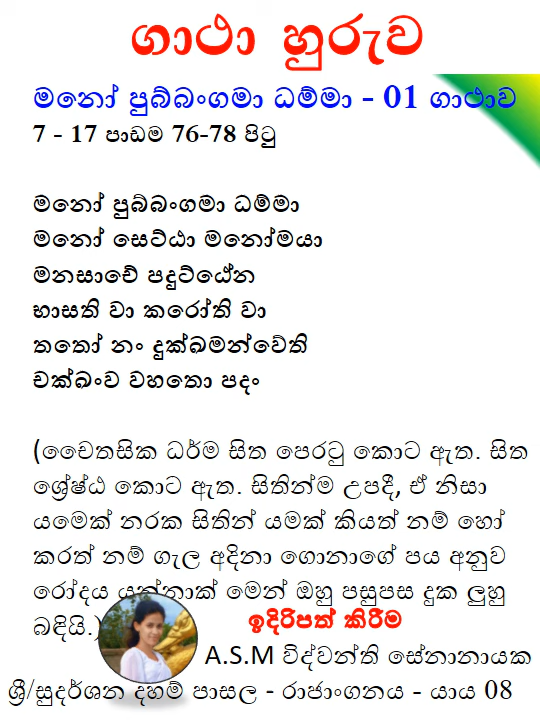 ගාථා හුරුව
මනෝ පුබ්බංගමා ධම්මා - 01 ගාථාව
7 - 17 පාඩම 76-78 පිටු
මනෝ පුබ්බංගමා ධම්මා
මනෝ සෙට්ඨා මනෝමයා
මනසාචේ පදුට්ඨේන
භාසති වා කරෝති වා
තතෝ නං දුක්ඛමන්වේති
චක්ඛංව වහතො පදං
(චෛතසික ධර්ම සිත පෙරටු කොට ඇත. සිත
ශ්‍රේෂ්ඨ කොට ඇත. සිතින්ම උපදී, ඒ නිසා
යමෙක් නරක සිතින් යමක් කියත් නම් හෝ
කරත් නම් ගැල අදිනා ගොනාගේ පය අනුව
රෝදය යන්නාක් මෙන් ඔහු පසුපස දුක ලුහු
බඳියි.)
ඉදිරිපත් කිරීම
A.S.M විද්වන්ති සේනානායක
ශ්‍රී/සුදර්ශන දහම් පාසල - රාජාංගනය - යාය 08